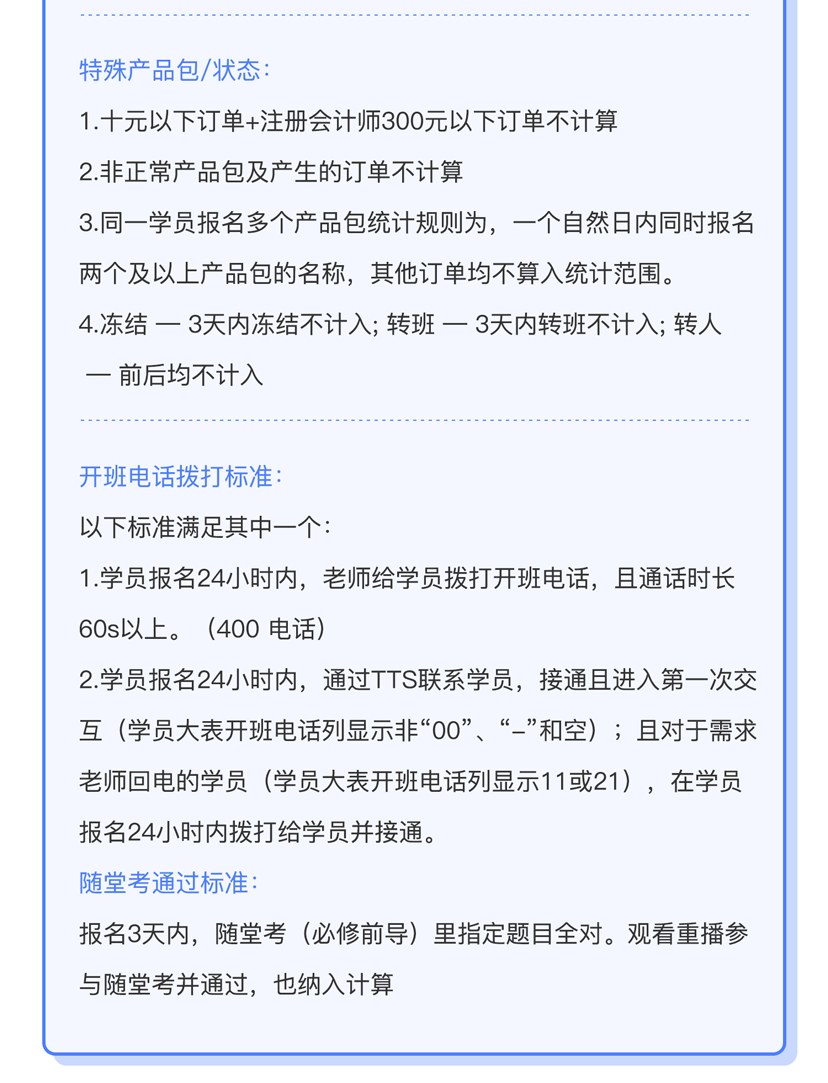 特殊产品包/状态：
1.十元以下订单+注册会计师300元以下订单不计算
2.非正常产品包及产生的订单不计算
3.同一学员报名多个产品包统计规则为，一个自然日内同时报名
两个及以上产品包的名称，其他订单均不算入统计范围。
4.冻结 — 3天内冻结不计入; 转班 — 3天内转班不计入; 转人
— 前后均不计入
开班电话拨打标准：
以下标准满足其中一个：
1.学员报名24小时内，老师给学员拨打开班电话，且通话时长
60s以上。（400 电话）
2.学员报名24小时内，通过TTS联系学员，接通且进入第一次交
互（学员大表开班电话列显示非“00”、“–”和空）；且对于需求
老师回电的学员（学员大表开班电话列显示11或21），在学员
报名24小时内拨打给学员并接通。
随堂考通过标准：
报名3天内，随堂考（必修前导）里指定题目全对。观看重播参
与随堂考并通过，也纳入计算